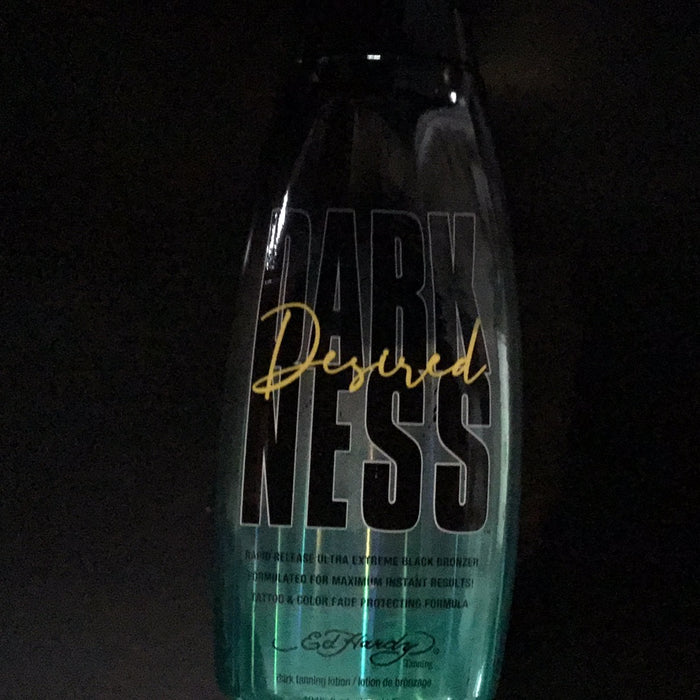 DARK
Desired
NESS
RAPID RELEASE ULTRA EXTREME BLACK BRONZER
FORMULATED FOR MAXIMUM INSTANT RESULTS!
TATTOO & COLOR FADE PROTECTING FORMULA
Ed Hardy®
Tanning
dark tanning lotion / lotion de bronzage